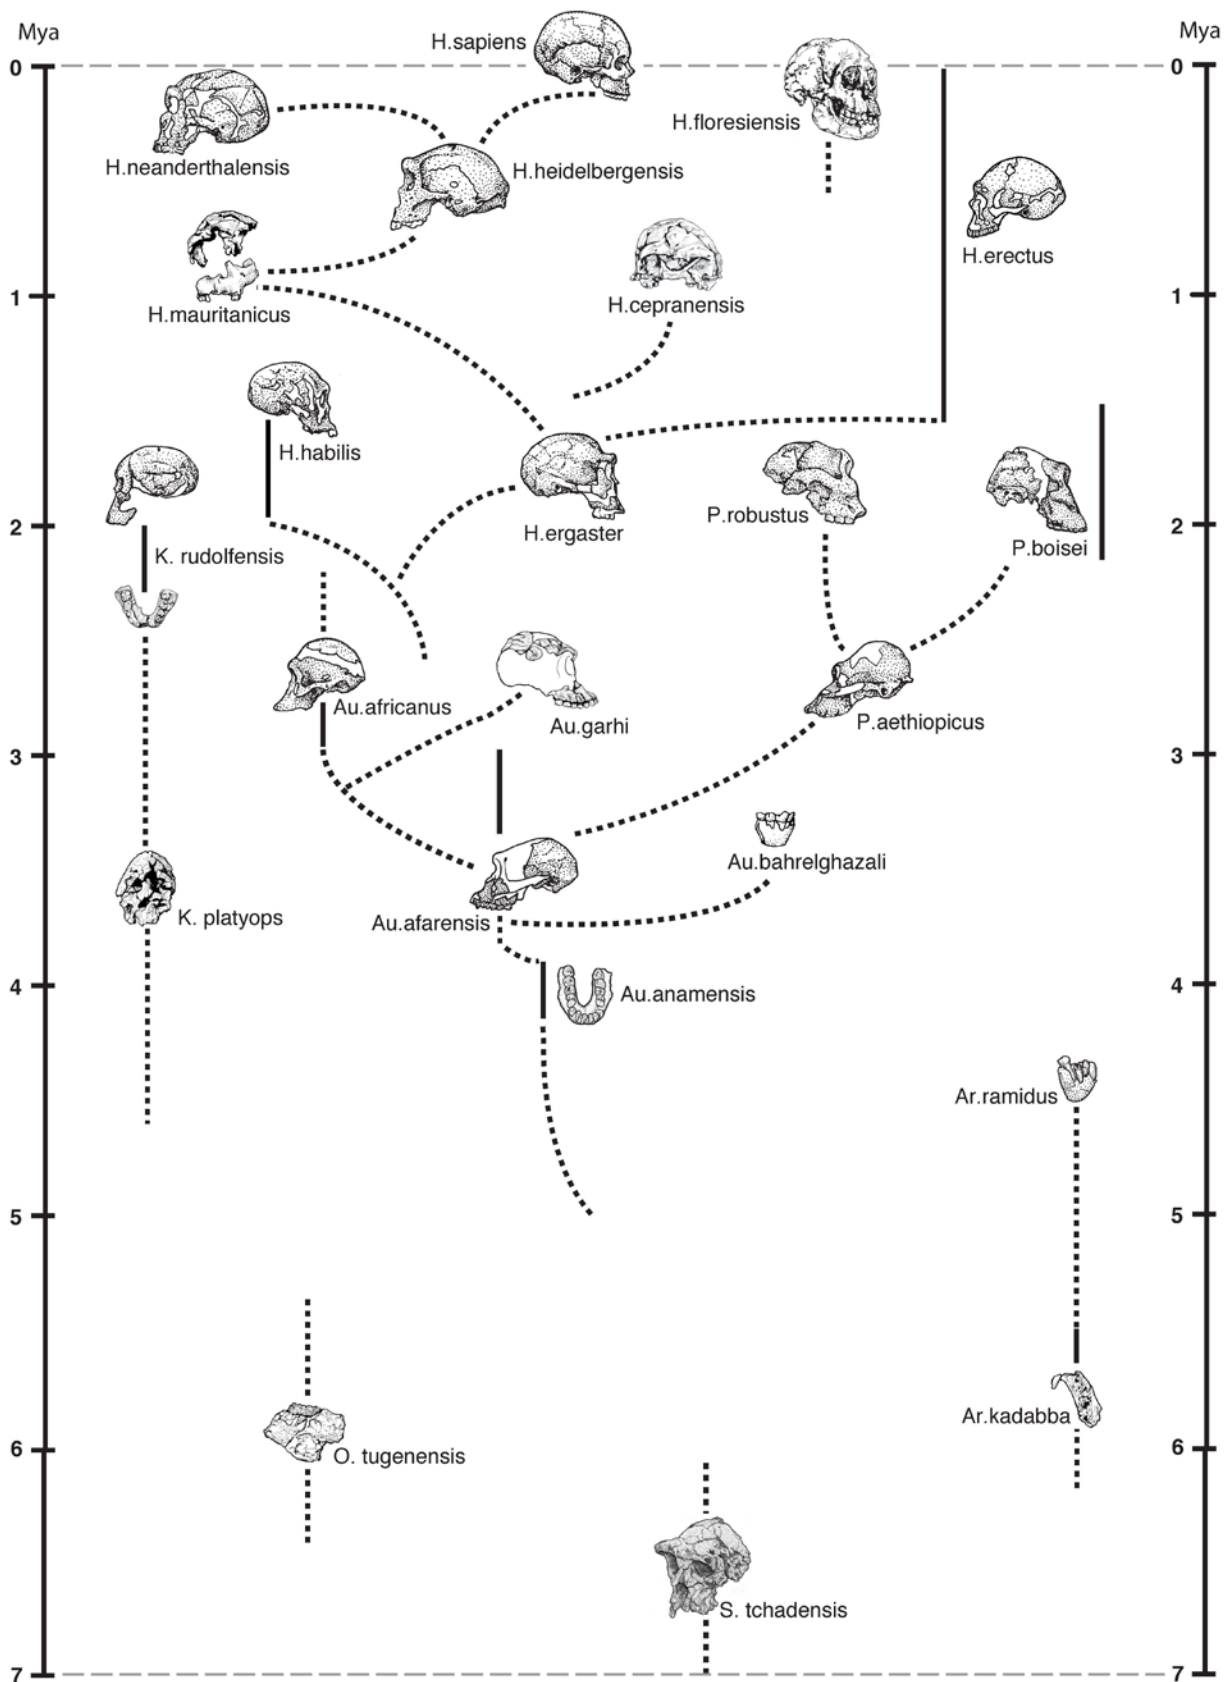 Mya
Mya
H.sapiens
0
0
H.floresiensis
H.neanderthalensis
H.heidelbergensis
H.erectus
1
H.mauritanicus
H.cepranensis
1
H.habilis
P.robustus
2
K. rudolfensis
H.ergaster
P.boisei
2
Au.africanus
Au.garhi
P.aethiopicus
3
3
Au.bahrelghazali
K. platyops
Au.afarensis
4
Au.anamensis
4
Ar.ramidus
5
5
Ar.kadabba
6
O. tugenensis
6
S. tchadensis
7
7